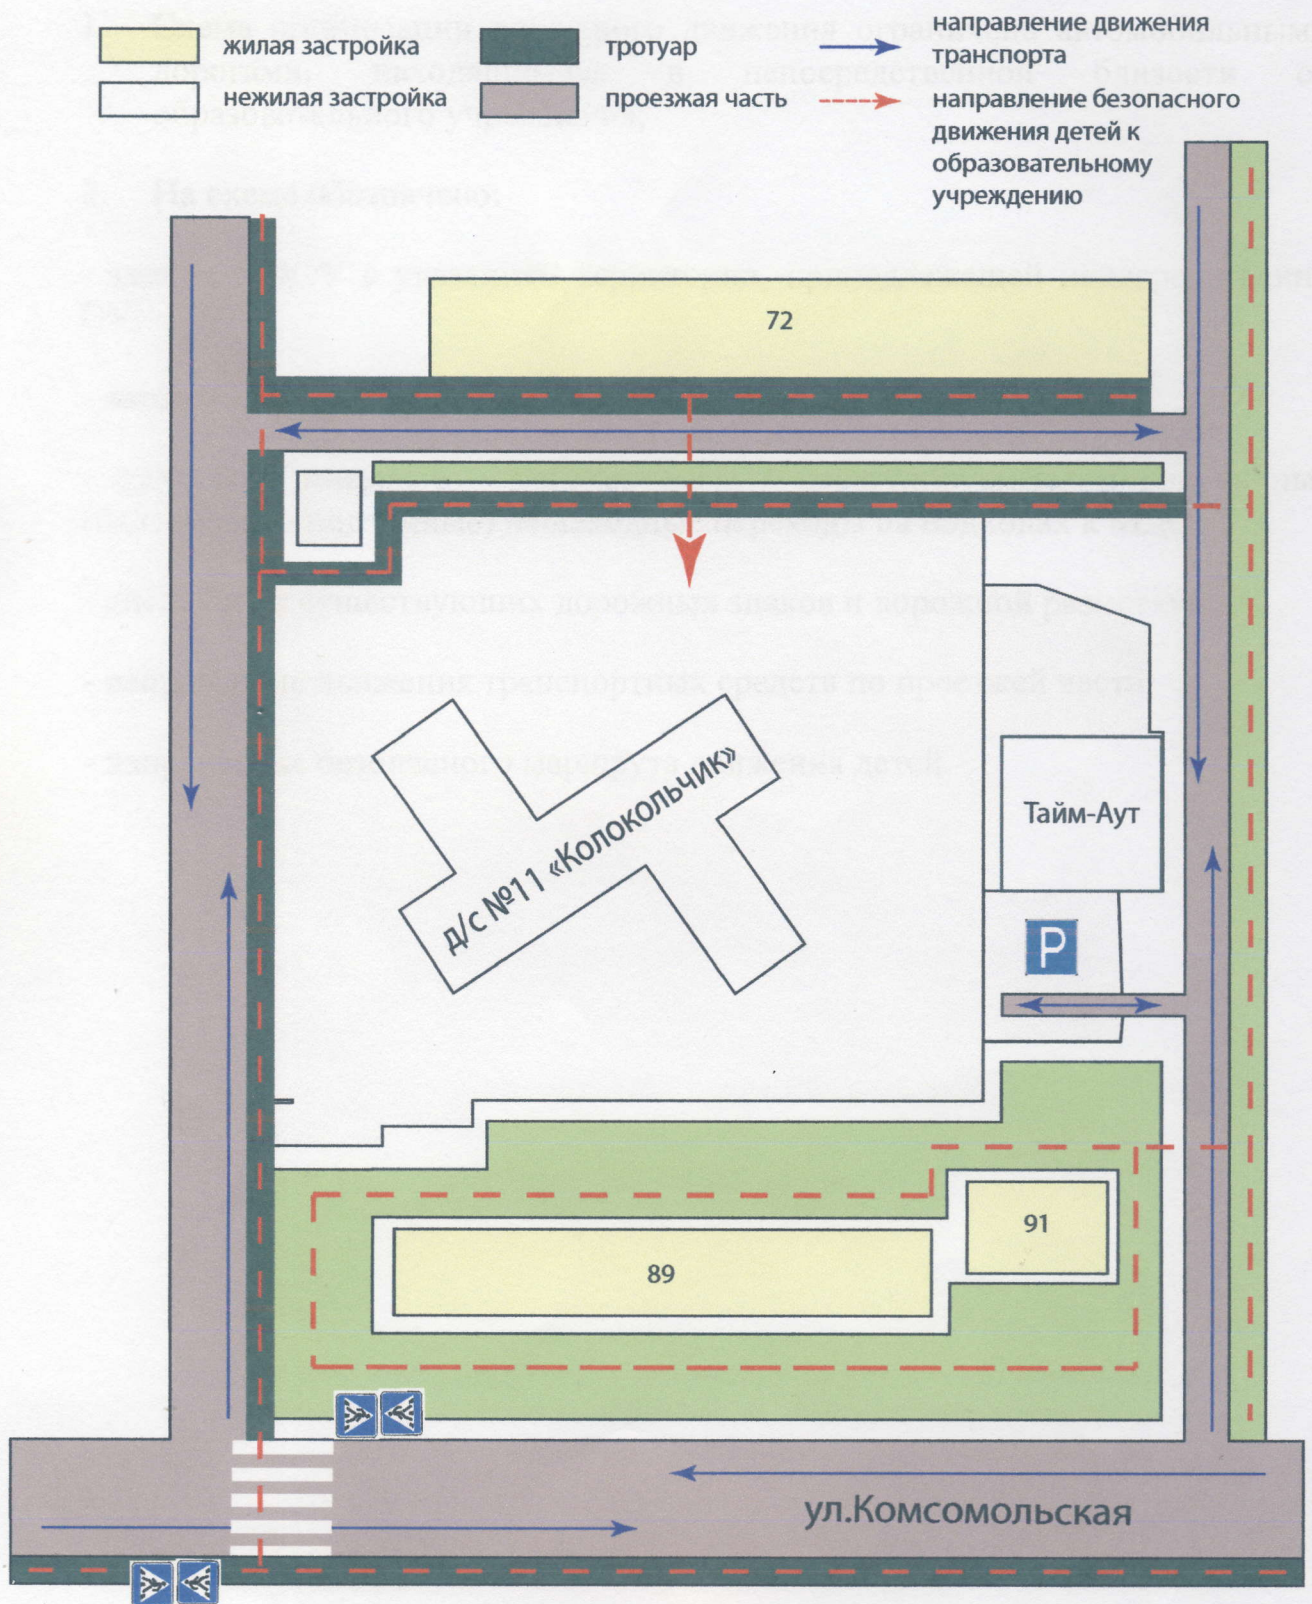 жилая застройка
нежилая застройка
тротуар
проезжая часть
направление движения
транспорта
направление безопасного
движения детей к
образовательному
учреждению
72
д/с №11 «Колокольчик»
Тайм-Аут
P
91
89
ул.Комсомольская